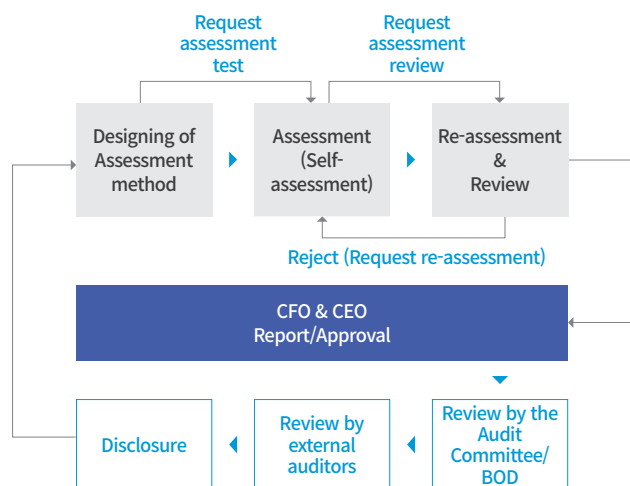 Request
assessment
test
Request
assessment
review
Designing of
Assessment
method
Assessment
(Self-
assessment)
Re-assessment
&
Review
Reject (Request re-assessment)
CFO & CEO
Report/Approval
Disclosure
Review by
external
auditors
Review by the
Audit
Committee/
BOD